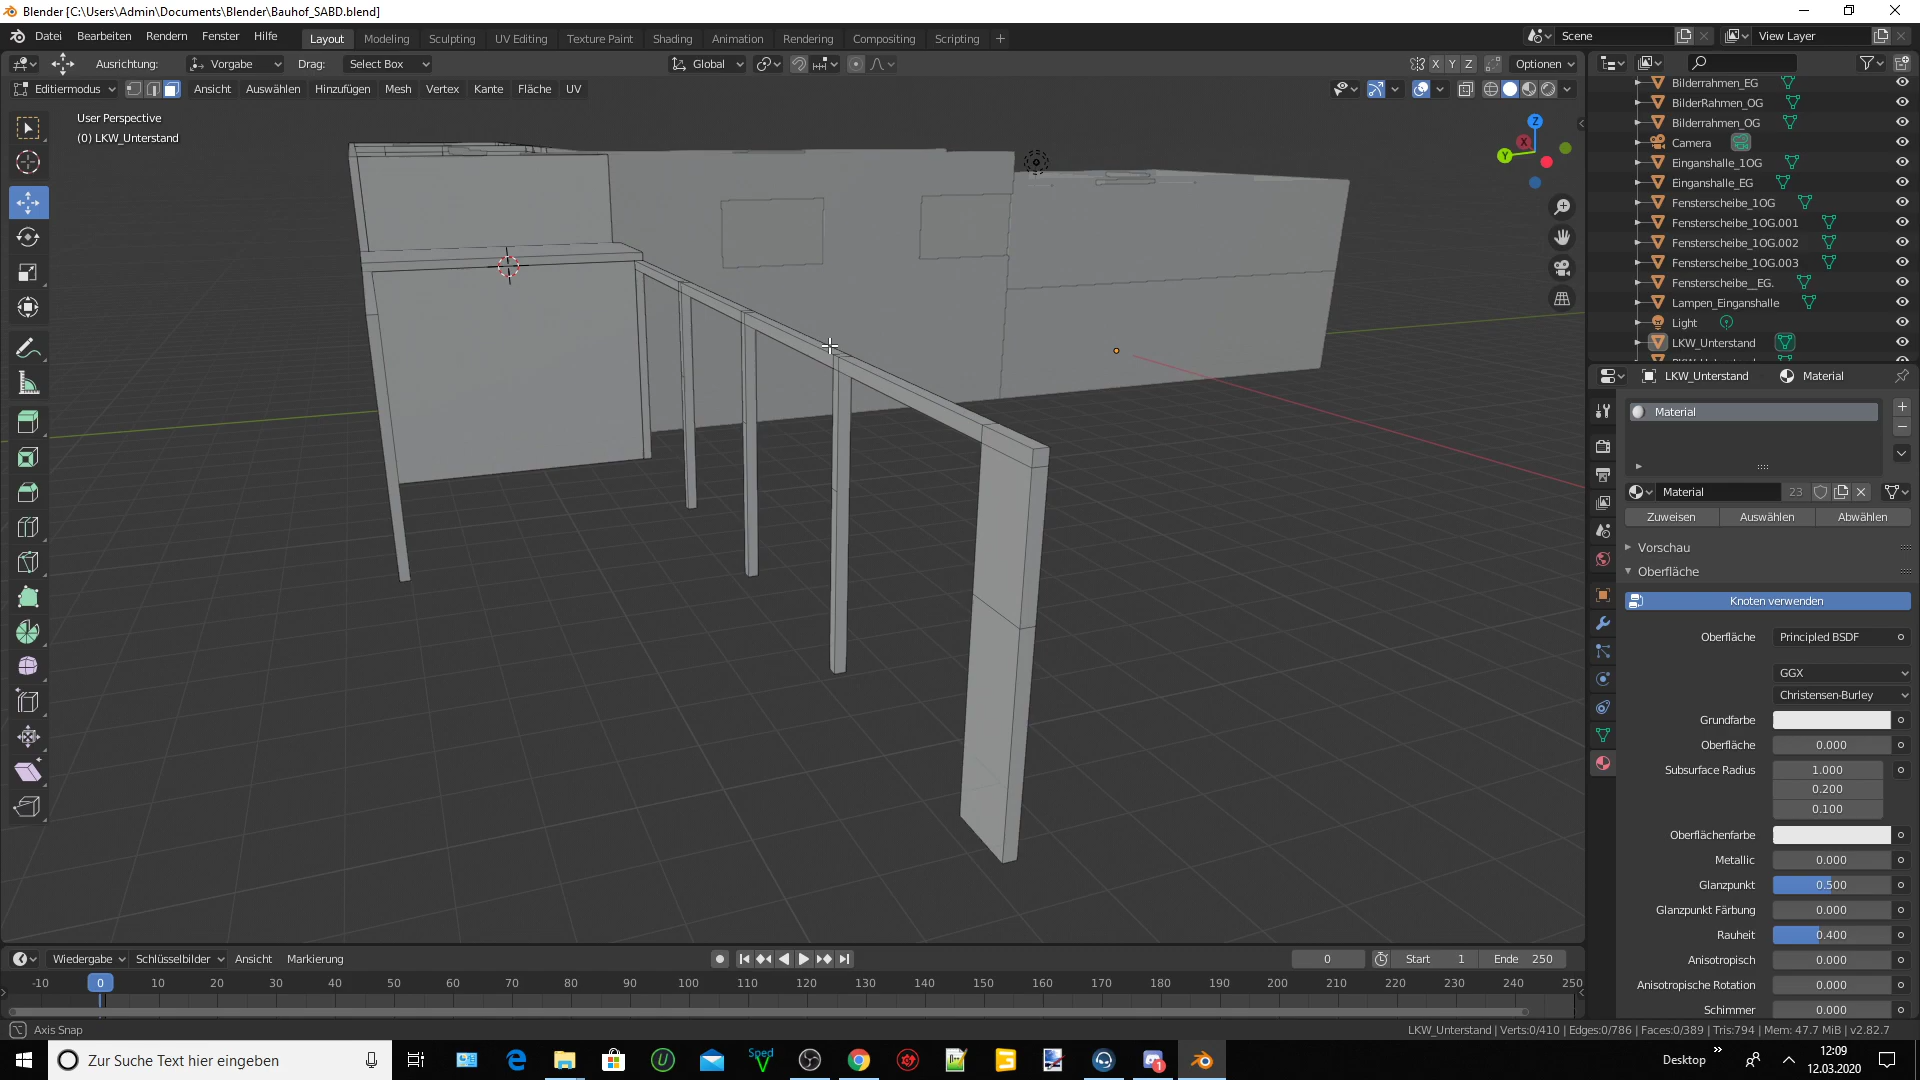 Blender [C:\Users\Admin\Documents\Blender\Bauhof_SABD.blend]
Datei Bearbeiten Rendern Fenster Hilfe Layout Modeling Sculpting UV Editing Texture Paint Shading Animation Rendering Compositing Scripting + Scene View Layer
Ausrichtung: Vorgabe Drag: Select Box Global X Y Z Optionen
Editiermodus Ansicht Auswählen Hinzufügen Mesh Vertex Kante Fläche UV
User Perspective
(0) LKW_Unterstand
Z
X
Y
Bilderrahmen_EG
BilderRahmen_OG
Bilderrahmen_OG
Camera
Einganshalle_1OG
Einganshalle_EG
Fensterscheibe_1OG
Fensterscheibe_1OG.001
Fensterscheibe_1OG.002
Fensterscheibe_1OG.003
Fensterscheibe__EG.
Lampen_Einganshalle
Light
LKW_Unterstand
LKW_Unterstand Material
Material
Material 23
Zuweisen Auswählen Abwählen
Vorschau
Oberfläche
Knoten verwenden
Oberfläche Principled BSDF
GGX
Christensen-Burley
Grundfarbe
Oberfläche 0.000
Subsurface Radius 1.000
0.200
0.100
Oberflächenfarbe
Metallic 0.000
Glanzpunkt 0.500
Glanzpunkt Färbung 0.000
Rauheit 0.400
Anisotropisch 0.000
Anisotropische Rotation 0.000
Schimmer 0.000
Wiedergabe Schlüsselbilder Ansicht Markierung 0 Start 1 Ende 250
-10 0 10 20 30 40 50 60 70 80 90 100 110 120 130 140 150 160 170 180 190 200 210 220 230 240 250
Axis Snap
LKW_Unterstand | Verts:0/410 | Edges:0/786 | Faces:0/389 | Tris:794 | Mem: 47.7 MiB | v2.82.7
Zur Suche Text hier eingeben
Sped
V
Desktop
12:09
12.03.2020